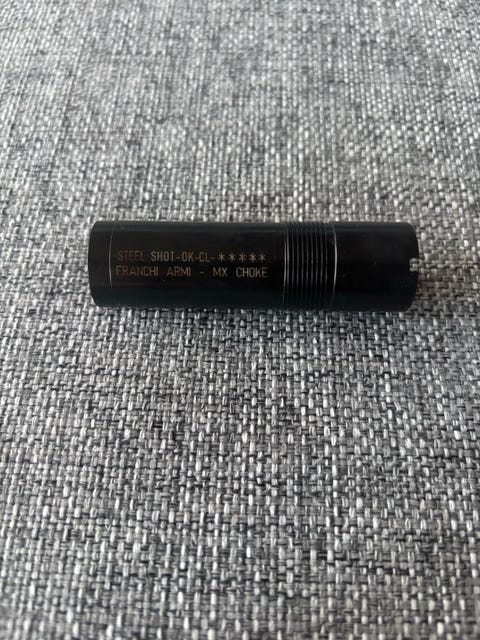 STEEL SHOT-OK-CL-*****
FRANCHI ARMI - MX CHOKE